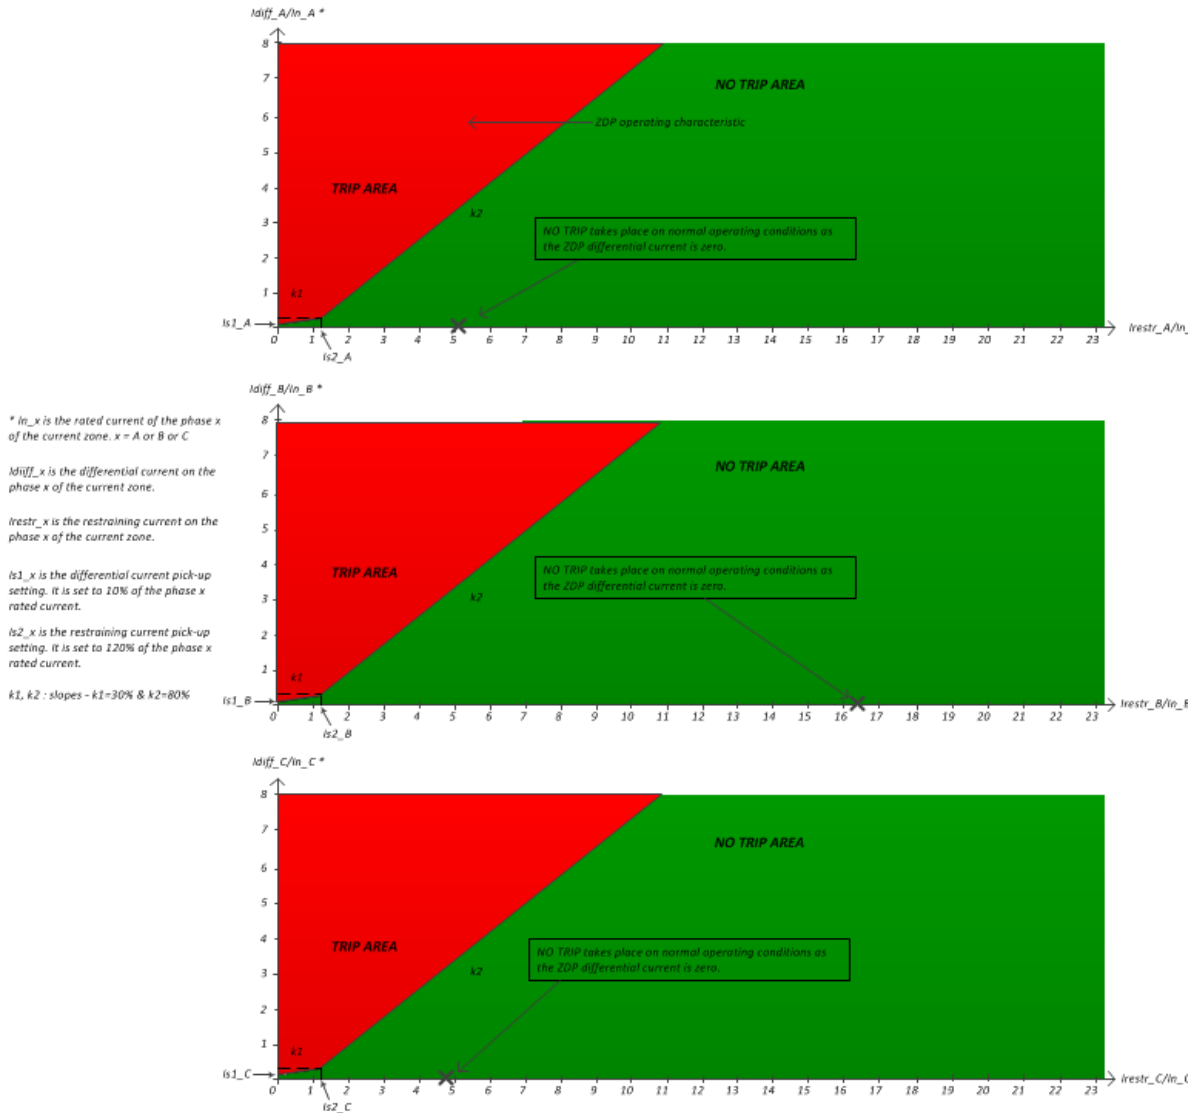 Idiff_A/In_A *
8
7
NO TRIP AREA
6
ZDP operating characteristic
5
4
TRIP AREA
3
k2
NO TRIP takes place on normal operating conditions as
the ZDP differential current is zero.
2
1
k1
Is1_A
Irestr_A/In_
0 1 2 3 4 5 6 7 8 9 10 11 12 13 14 15 16 17 18 19 20 21 22 23
Is2_A
Idiff_B/In_B *
* In_x is the rated current of the phase x
of the current zone. x = A or B or C
Idiiff_x is the differential current on the
phase x of the current zone.
Irestr_x is the restraining current on the
phase x of the current zone.
Is1_x is the differential current pick-up
setting. It is set to 10% of the phase x
rated current.
Is2_x is the restraining current pick-up
setting. It is set to 120% of the phase x
rated current.
k1, k2 : slopes - k1=30% & k2=80%
8
7
NO TRIP AREA
6
5
4
TRIP AREA
NO TRIP takes place on normal operating conditions as
the ZDP differential current is zero.
3
k2
2
1
k1
Is1_B
Irestr_B/In_B
0 1 2 3 4 5 6 7 8 9 10 11 12 13 14 15 16 17 18 19 20 21 22 23
Is2_B
Idiff_C/In_C *
8
7
NO TRIP AREA
6
5
4
TRIP AREA
NO TRIP takes place on normal operating conditions as
the ZDP differential current is zero.
3
k2
2
1
k1
Is1_C
Irestr_C/In_C
0 1 2 3 4 5 6 7 8 9 10 11 12 13 14 15 16 17 18 19 20 21 22 23
Is2_C